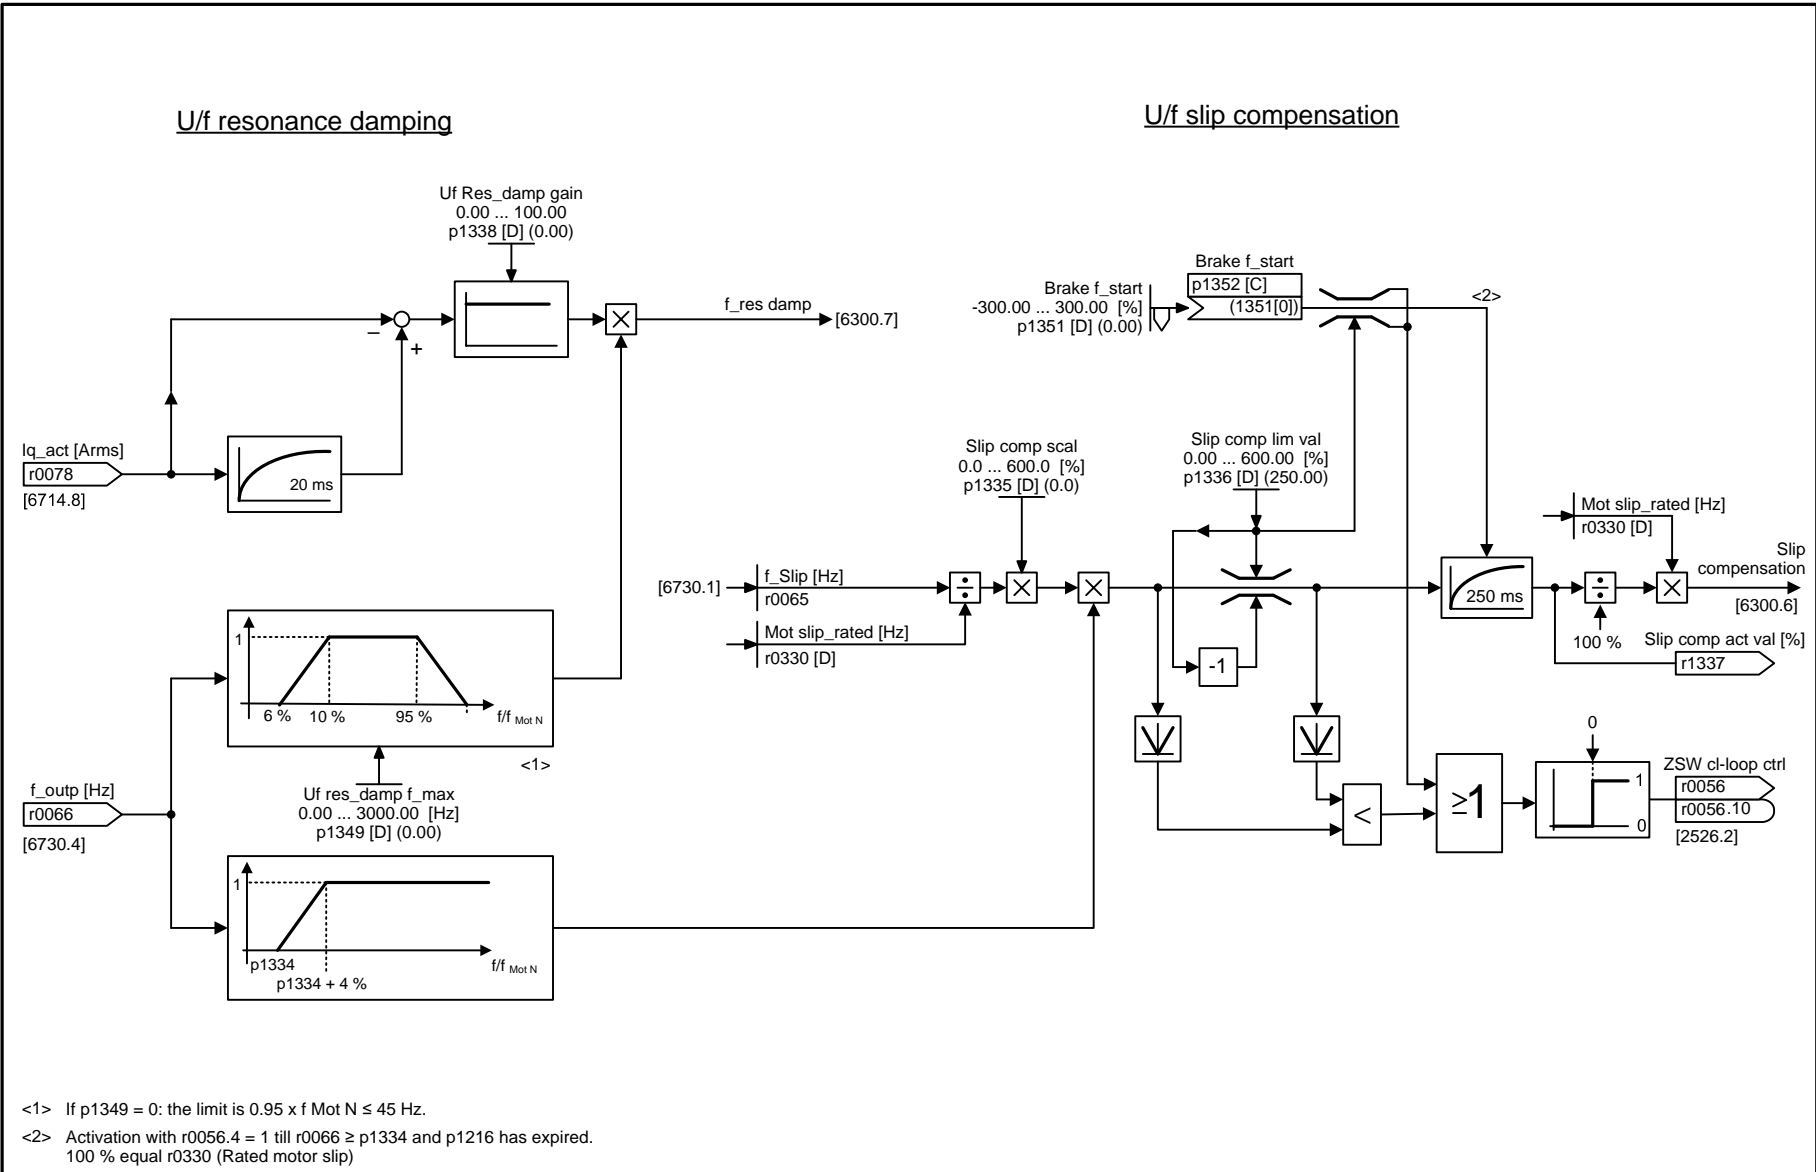 U/f resonance damping
U/f slip compensation
Uf Res_damp gain
0.00 ... 100.00
p1338 [D] (0.00)
f_res damp
[6300.7]
−
+
Iq_act [Arms]
r0078
[6714.8]
20 ms
1
6 %
10 %
95 %
f/f Mot N
<1>
Uf res_damp f_max
0.00 ... 3000.00 [Hz]
p1349 [D] (0.00)
f_outp [Hz]
r0066
[6730.4]
1
p1334
p1334 + 4 %
f/f Mot N
Brake f_start
-300.00 ... 300.00 [%]
p1351 [D] (0.00)
Brake f_start
p1352 [C]
(1351[0])
<2>
Slip comp scal
0.0 ... 600.0 [%]
p1335 [D] (0.0)
Slip comp lim val
0.00 ... 600.00 [%]
p1336 [D] (250.00)
[6730.1]
f_Slip [Hz]
r0065
÷
×
×
×
Mot slip_rated [Hz]
r0330 [D]
-1
250 ms
Mot slip_rated [Hz]
r0330 [D]
÷
×
100 %
Slip
compensation
[6300.6]
Slip comp act val [%]
r1337
<
≥1
0
1
0
ZSW cl-loop ctrl
r0056
r0056.10
[2526.2]
<1> If p1349 = 0: the limit is 0.95 x f Mot N ≤ 45 Hz.
<2> Activation with r0056.4 = 1 till r0066 ≥ p1334 and p1216 has expired.
100 % equal r0330 (Rated motor slip)